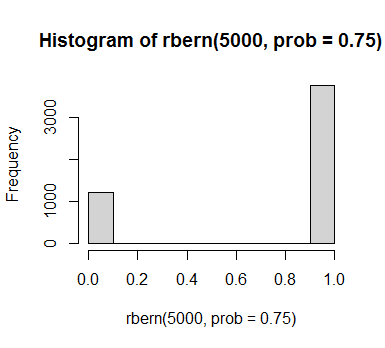 Histogram of rbern(5000, prob = 0.75)
Frequency
3000
1000
0
0.0 0.2 0.4 0.6 0.8 1.0
rbern(5000, prob = 0.75)